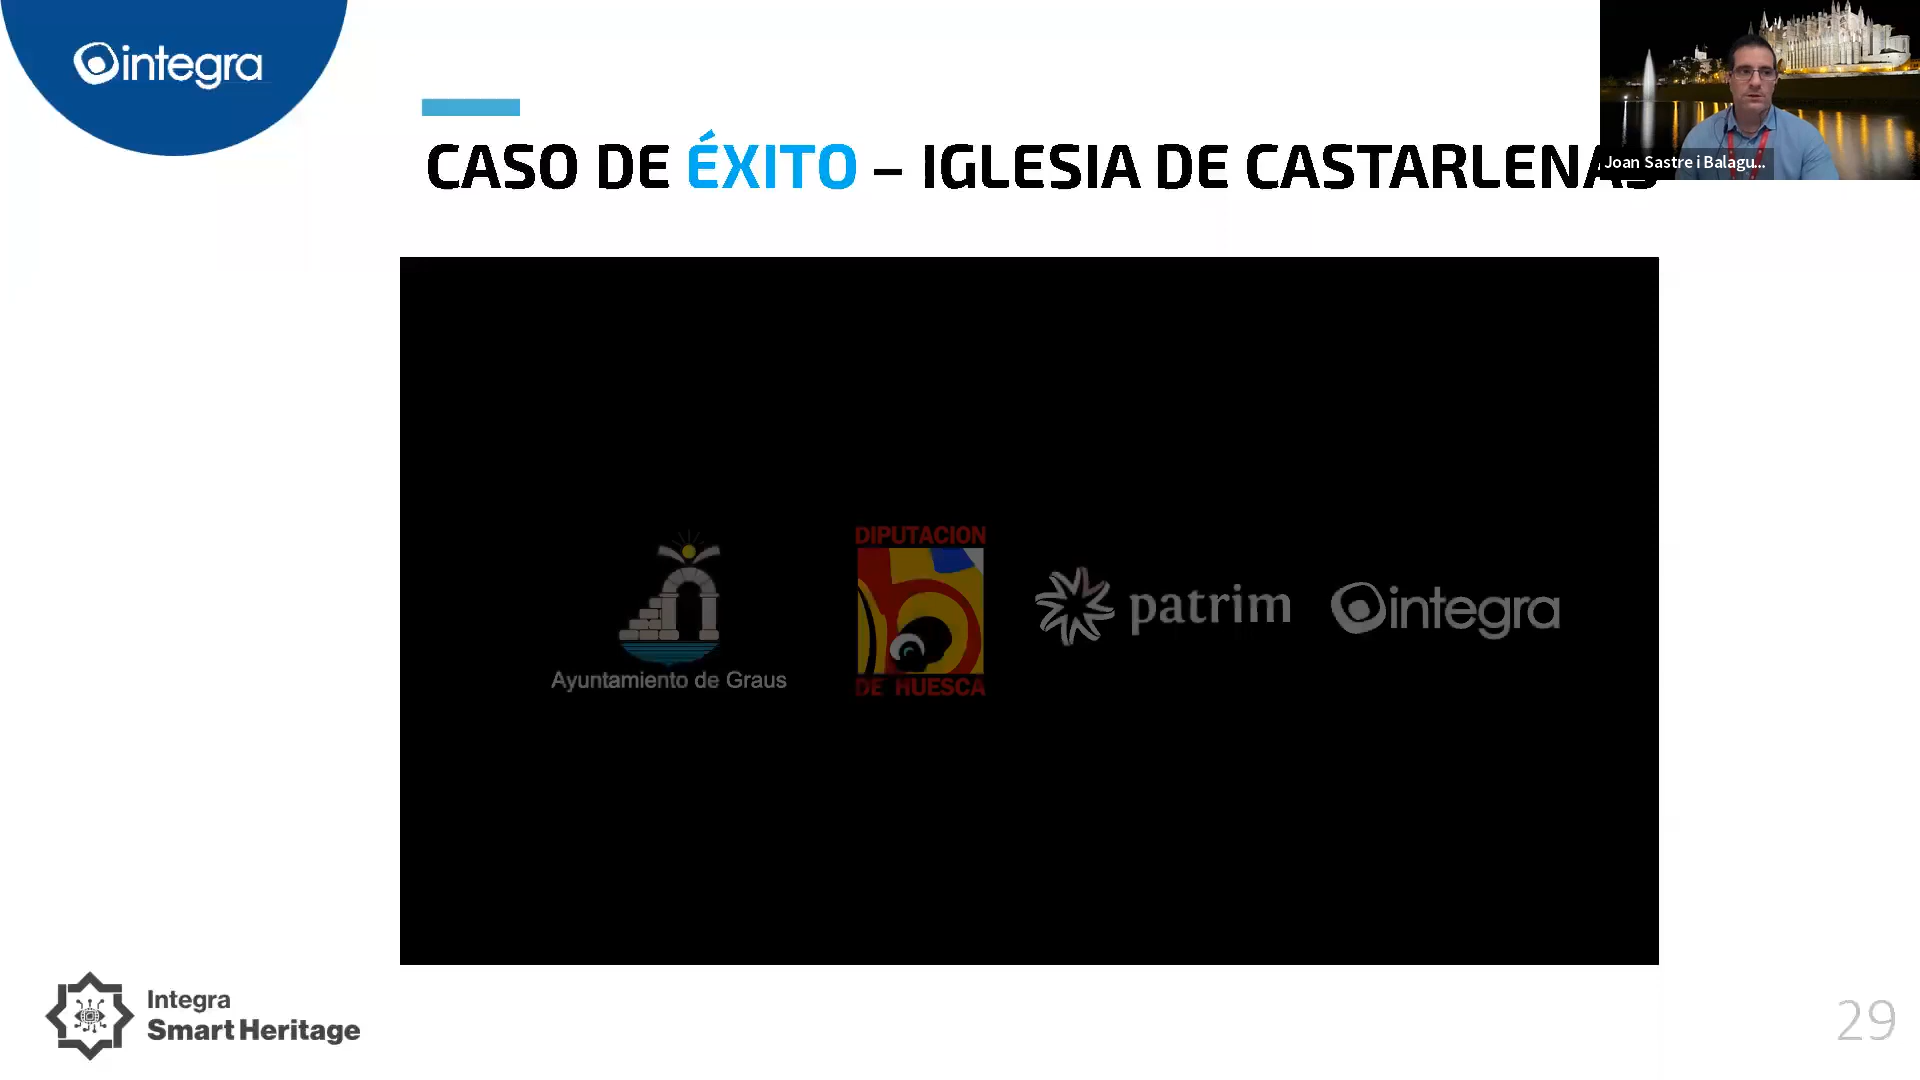 integra
CASO DE ÉXITO – IGLESIA DE CASTARLENAS
Joan Sastre i Balagu...
DIPUTACION
DE HUESCA
Ayuntamiento de Graus
patrim
integra
Integra
Smart Heritage
29